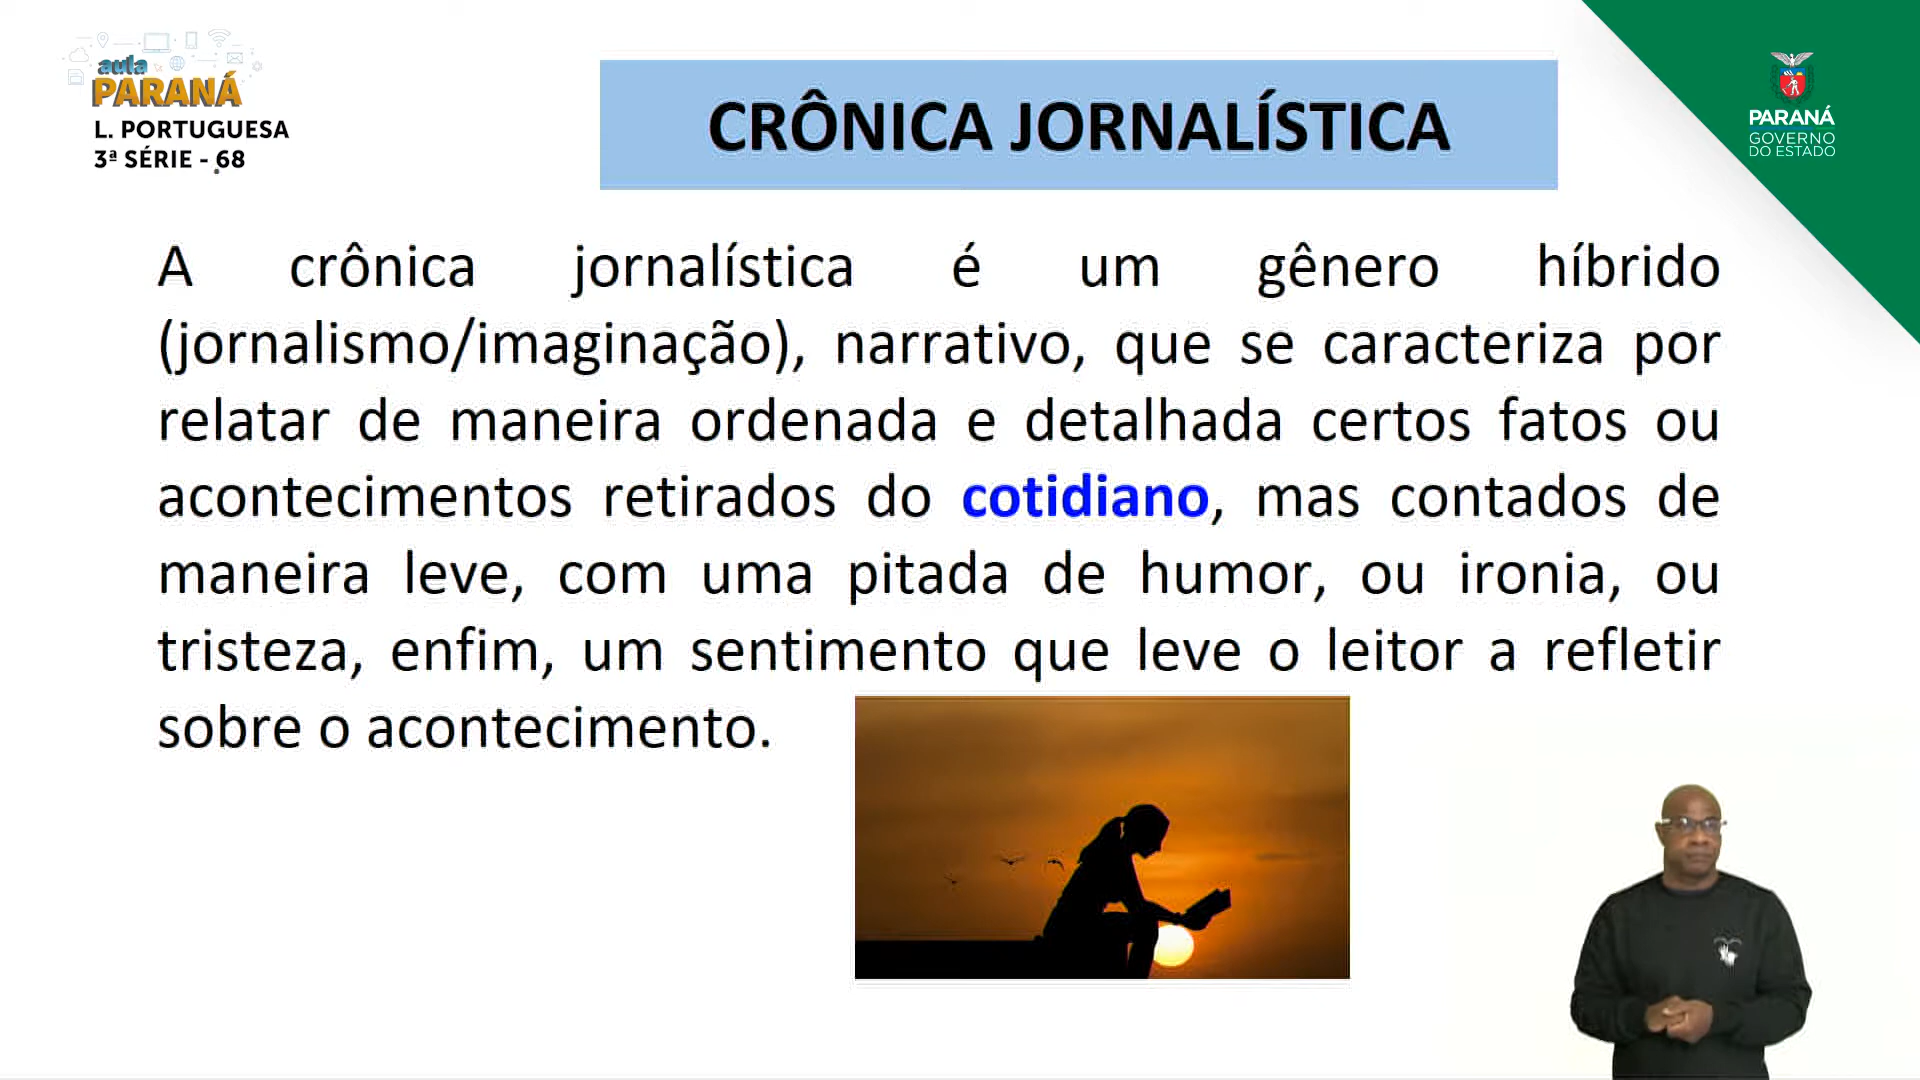 aula
PARANÁ
L. PORTUGUESA
3ª SÉRIE - 68
CRÔNICA JORNALÍSTICA
PARANÁ
GOVERNO
DO ESTADO
A crônica jornalística é um gênero híbrido
(jornalismo/imaginação), narrativo, que se caracteriza por
relatar de maneira ordenada e detalhada certos fatos ou
acontecimentos retirados do cotidiano, mas contados de
maneira leve, com uma pitada de humor, ou ironia, ou
tristeza, enfim, um sentimento que leve o leitor a refletir
sobre o acontecimento.